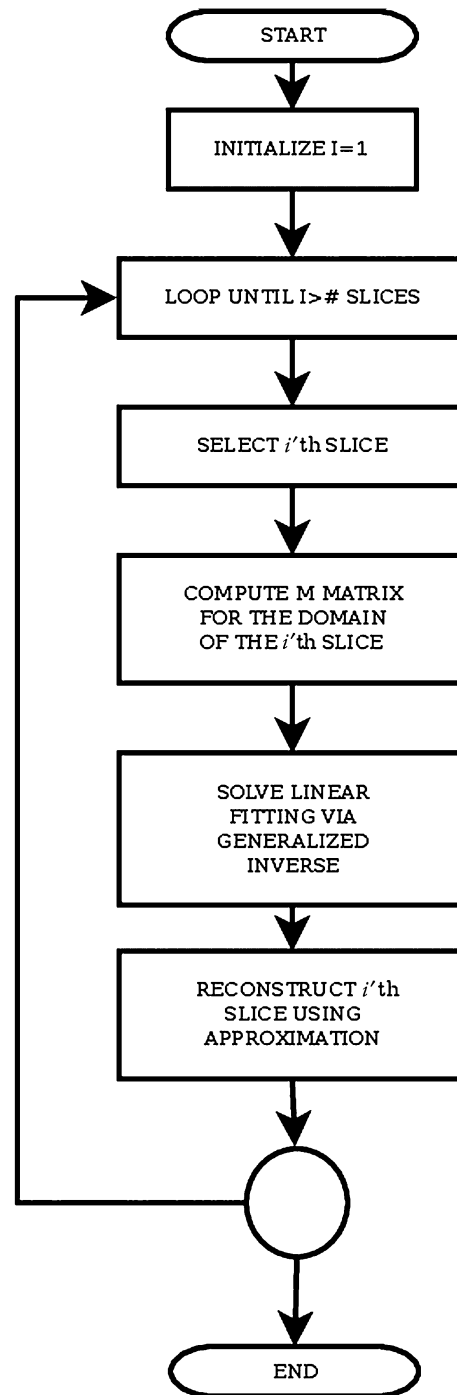 START
INITIALIZE I=1
LOOP UNTIL I># SLICES
SELECT i'th SLICE
COMPUTE M MATRIX
FOR THE DOMAIN
OF THE i'th SLICE
SOLVE LINEAR
FITTING VIA
GENERALIZED
INVERSE
RECONSTRUCT i'th
SLICE USING
APPROXIMATION
END